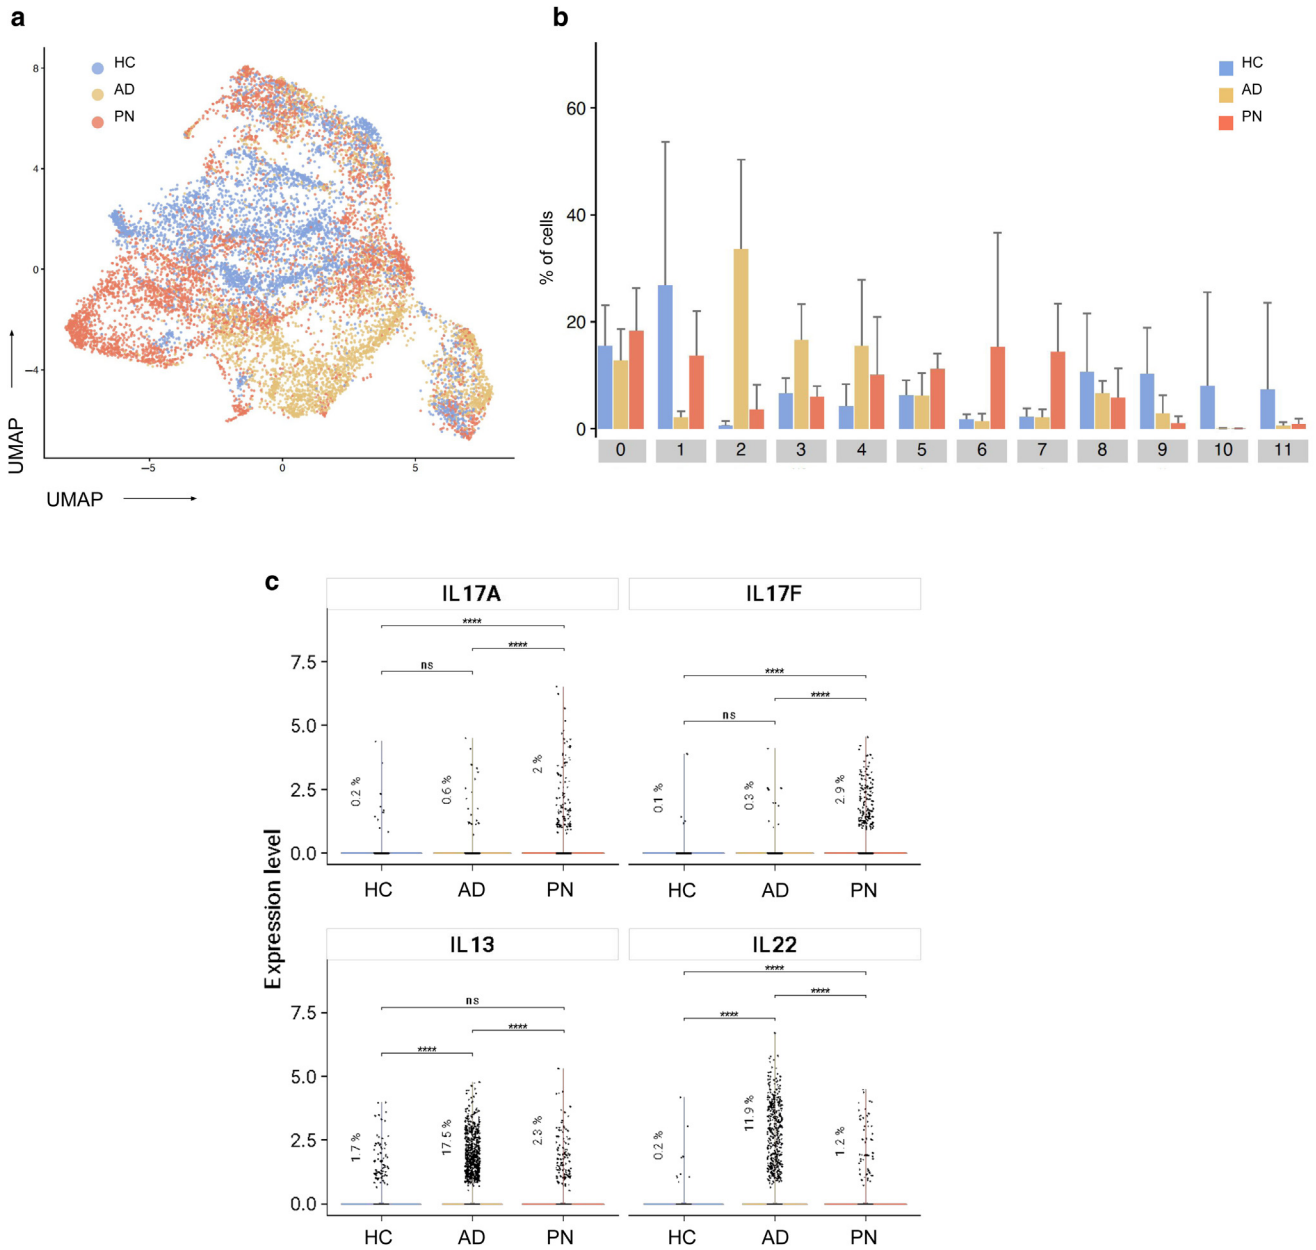 a
HC
AD
PN
8
4
0
−4
−5
0
5
UMAP
UMAP
b
HC
AD
PN
60
40
20
0
% of cells
0 1 2 3 4 5 6 7 8 9 10 11
c
IL17A
IL17F
7.5
5.0
2.5
0.0
****
****
ns
0.2 %
0.6 %
2 %
****
****
ns
0.1 %
0.3 %
2.9 %
HC AD PN
HC AD PN
Expression level
IL13
IL22
7.5
5.0
2.5
0.0
ns
****
****
1.7 %
17.5 %
2.3 %
****
****
****
0.2 %
11.9 %
1.2 %
HC AD PN
HC AD PN